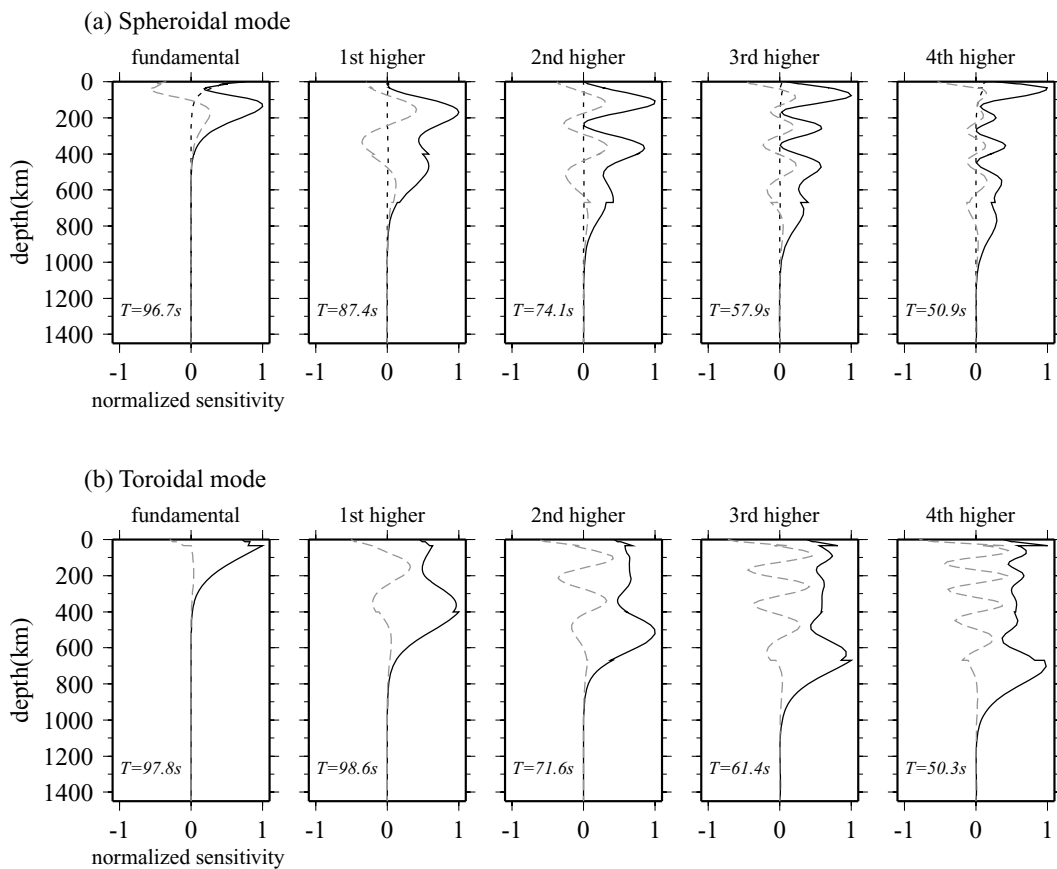 (a) Spheroidal mode
fundamental 1st higher 2nd higher 3rd higher 4th higher
0
200
400
600
800
1000
1200
1400
depth(km)
T=96.7s T=87.4s T=74.1s T=57.9s T=50.9s
-1 0 1 -1 0 1 -1 0 1 -1 0 1 -1 0 1
normalized sensitivity
(b) Toroidal mode
fundamental 1st higher 2nd higher 3rd higher 4th higher
0
200
400
600
800
1000
1200
1400
depth(km)
T=97.8s T=98.6s T=71.6s T=61.4s T=50.3s
-1 0 1 -1 0 1 -1 0 1 -1 0 1 -1 0 1
normalized sensitivity